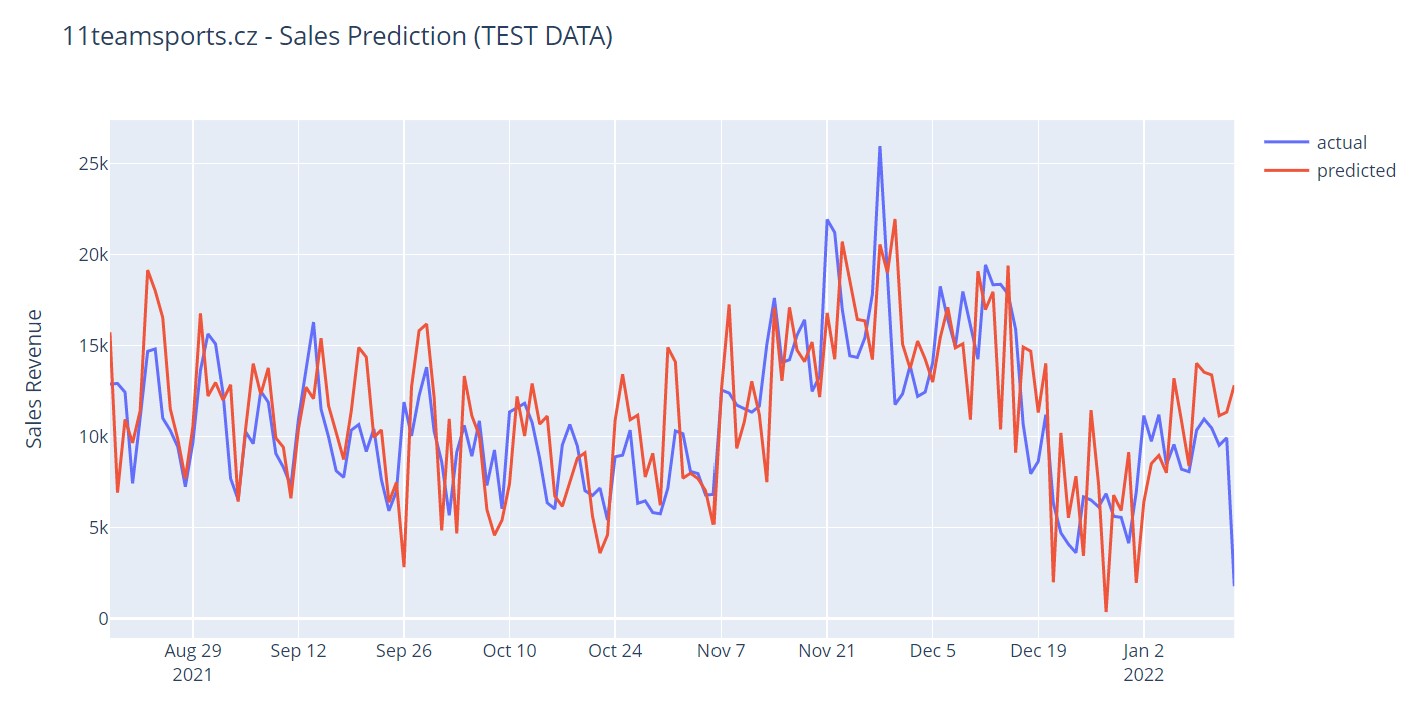 11teamsports.cz - Sales Prediction (TEST DATA)
actual
predicted
Sales Revenue
25k
20k
15k
10k
5k
0
Aug 29 Sep 12 Sep 26 Oct 10 Oct 24 Nov 7 Nov 21 Dec 5 Dec 19 Jan 2
2021 2022